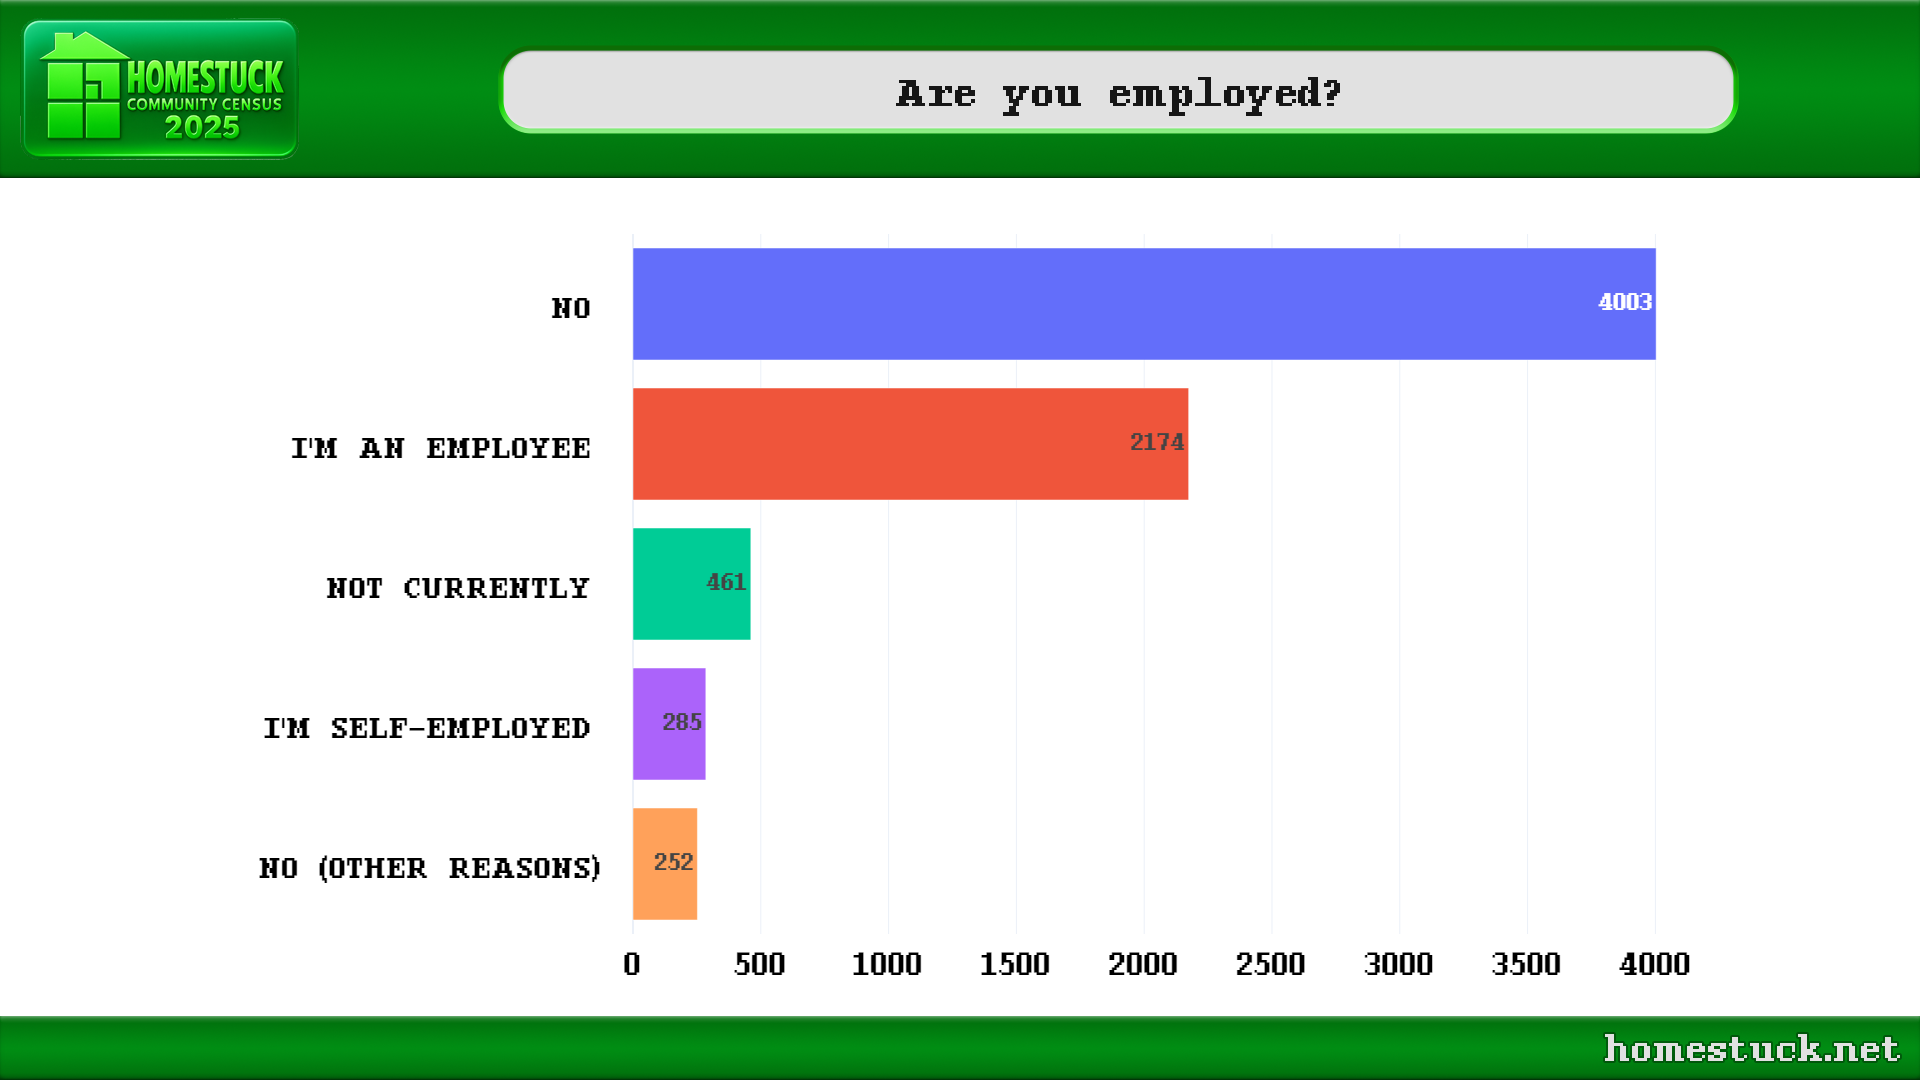 HOMESTUCK
COMMUNITY CENSUS
2025
Are you employed?
NO
4003
I'M AN EMPLOYEE
2174
NOT CURRENTLY
461
I'M SELF-EMPLOYED
285
NO (OTHER REASONS)
252
0 500 1000 1500 2000 2500 3000 3500 4000
homestuck.net